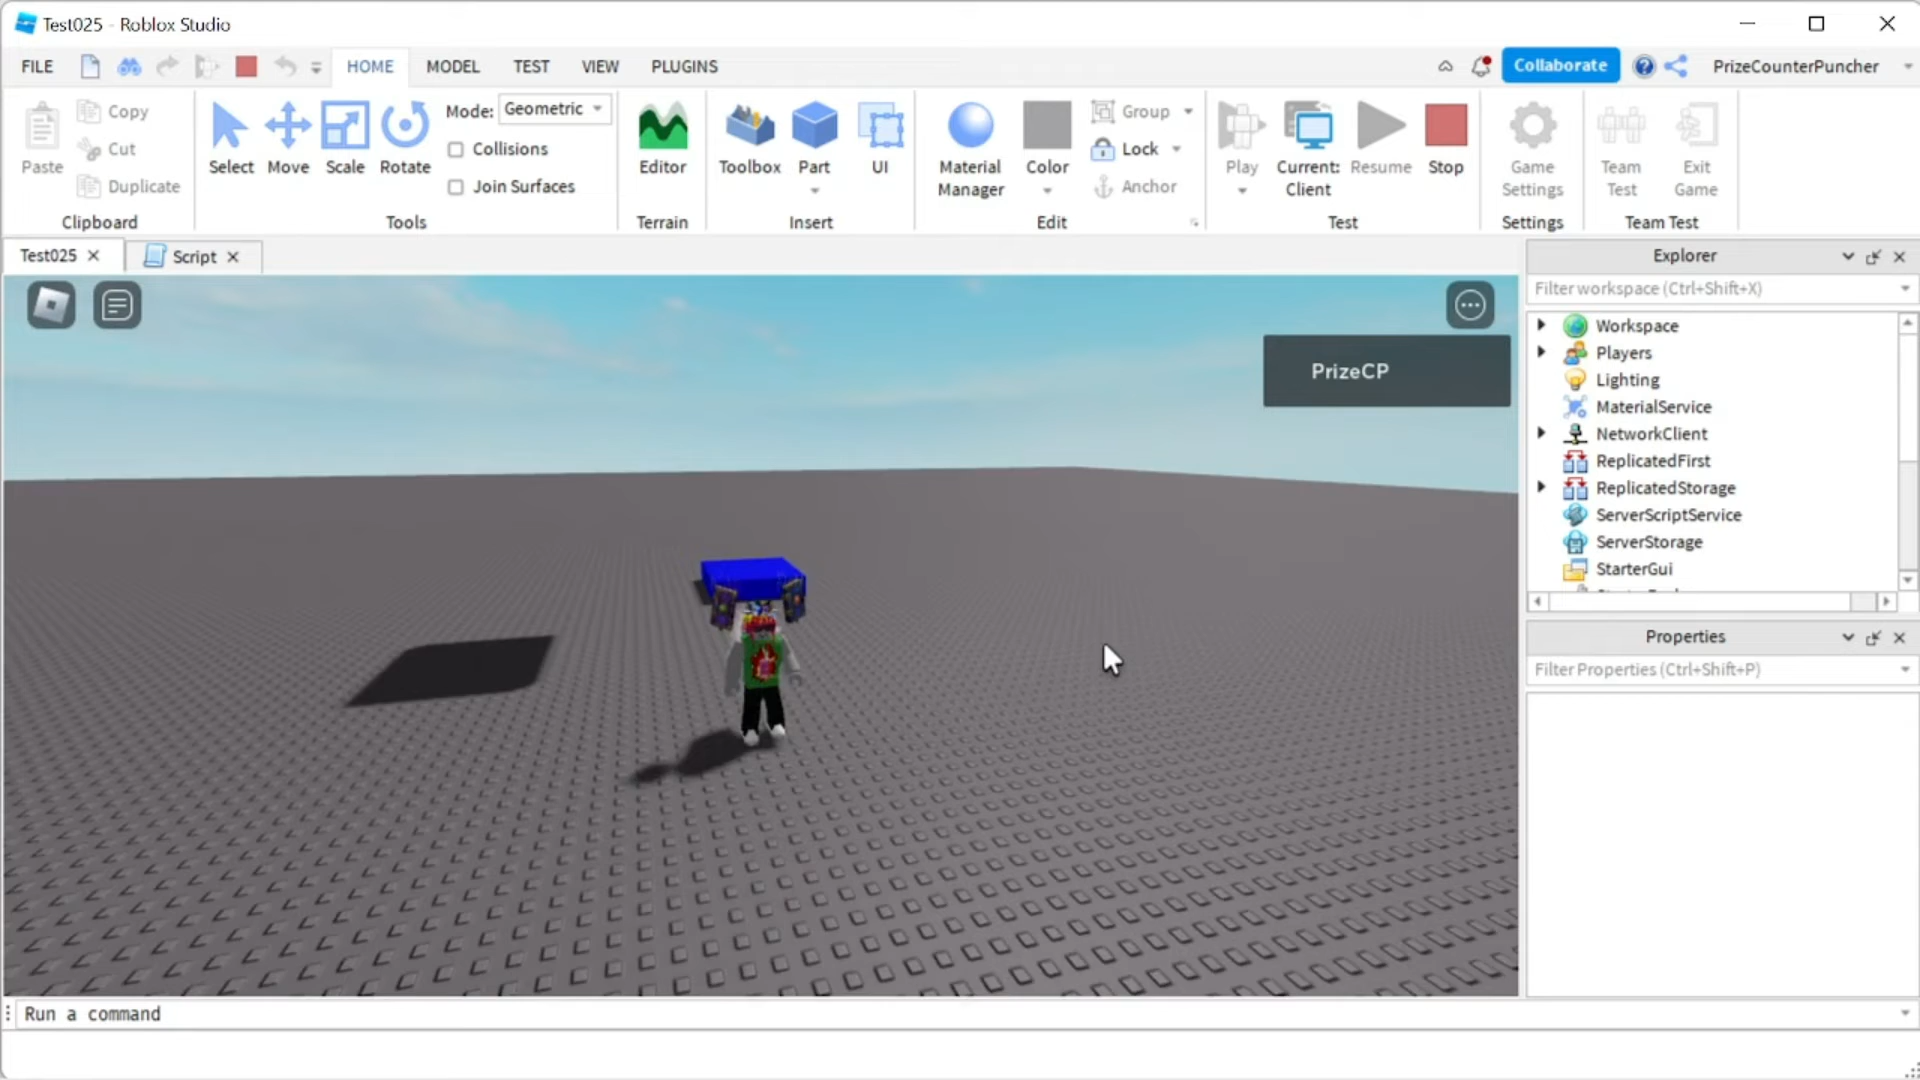 Test025 - Roblox Studio
FILE HOME MODEL TEST VIEW PLUGINS Collaborate PrizeCounterPuncher
Paste
Copy
Cut
Duplicate
Clipboard
Select Move Scale Rotate
Mode: Geometric
Collisions
Join Surfaces
Tools
Editor
Terrain
Toolbox Part UI
Insert
Material Manager
Color
Group
Lock
Anchor
Edit
Play
Current: Client
Resume
Stop
Test
Game Settings
Settings
Team Test
Exit Game
Team Test
Test025 Script
PrizeCP
Explorer
Filter workspace (Ctrl+Shift+X)
Workspace
Players
Lighting
MaterialService
NetworkClient
ReplicatedFirst
ReplicatedStorage
ServerScriptService
ServerStorage
StarterGui
Properties
Filter Properties (Ctrl+Shift+P)
Run a command